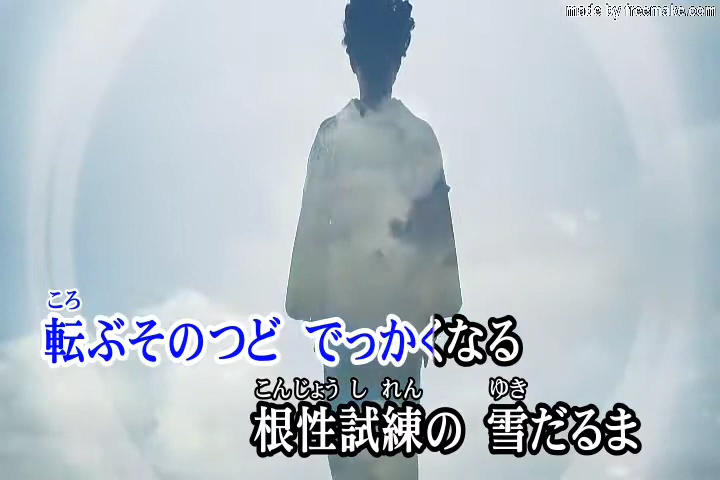 made by freemake.com
ころ
転ぶそのつど でっかくなる
こんじょう し れん ゆき
根性試練の 雪だるま